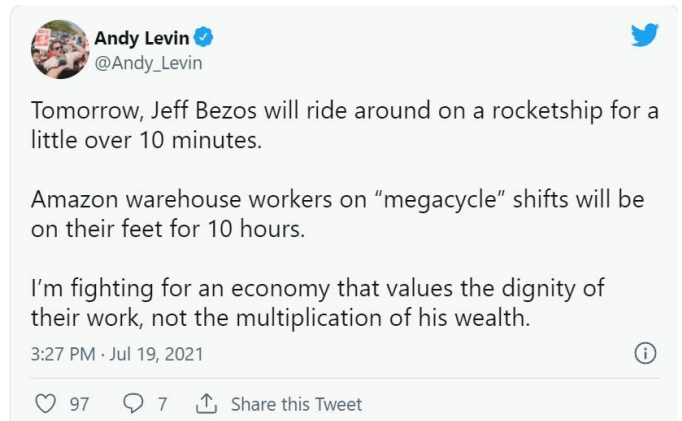 Andy Levin
@Andy_Levin
Tomorrow, Jeff Bezos will ride around on a rocketship for a
little over 10 minutes.
Amazon warehouse workers on “megacycle” shifts will be
on their feet for 10 hours.
I’m fighting for an economy that values the dignity of
their work, not the multiplication of his wealth.
3:27 PM · Jul 19, 2021
97 7 Share this Tweet